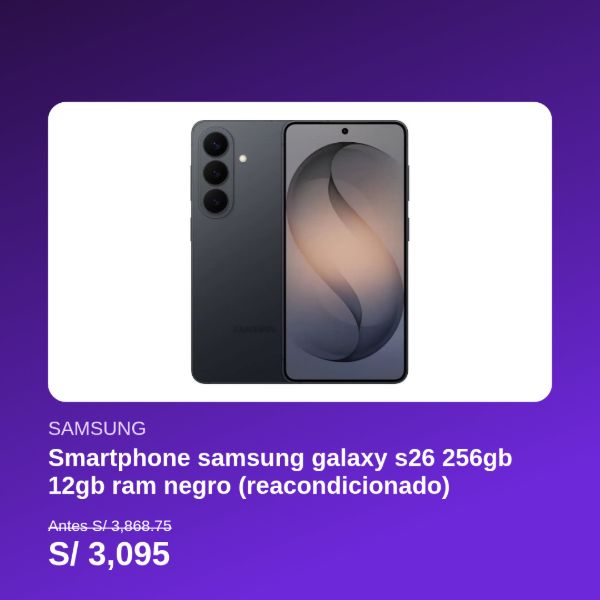 SAMSUNG
Smartphone samsung galaxy s26 256gb
12gb ram negro (reacondicionado)
Antes S/ 3,868.75
S/ 3,095